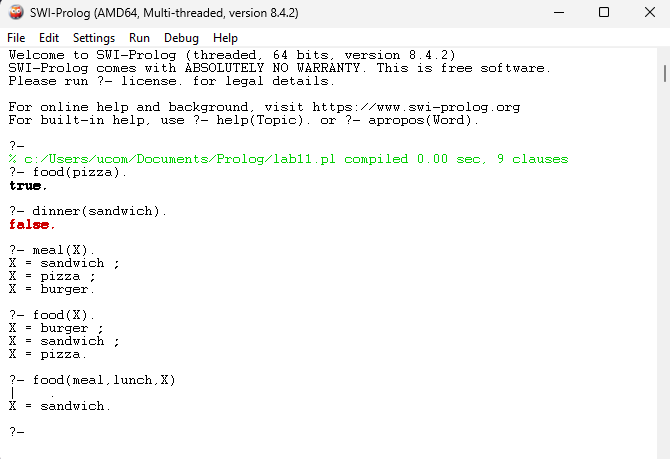 SWI-Prolog (AMD64, Multi-threaded, version 8.4.2)
File Edit Settings Run Debug Help
Welcome to SWI-Prolog (threaded, 64 bits, version 8.4.2)
SWI-Prolog comes with ABSOLUTELY NO WARRANTY. This is free software.
Please run ?- license. for legal details.
For online help and background, visit https://www.swi-prolog.org
For built-in help, use ?- help(Topic). or ?- apropos(Word).
?-
% c:/Users/ucom/Documents/Prolog/lab11.pl compiled 0.00 sec, 9 clauses
?- food(pizza).
true.
?- dinner(sandwich).
false.
?- meal(X).
X = sandwich ;
X = pizza ;
X = burger.
?- food(X).
X = burger ;
X = sandwich ;
X = pizza.
?- food(meal,lunch,X)
|    .
X = sandwich.
?-